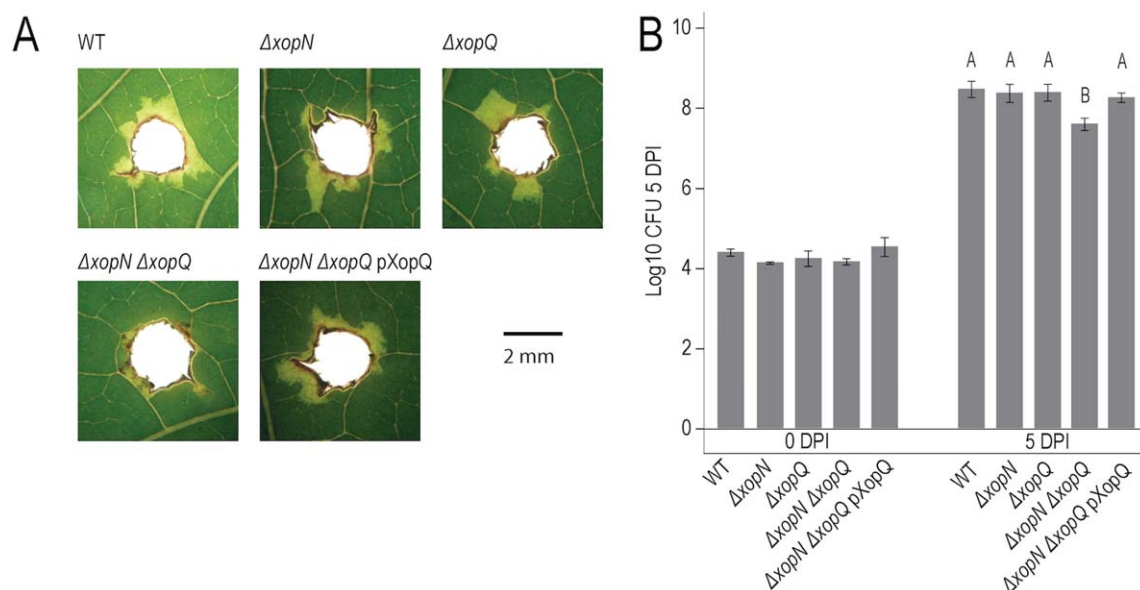 A
WT
ΔxopN
ΔxopQ
ΔxopN ΔxopQ
ΔxopN ΔxopQ pXopQ
2 mm
B
Log10 CFU 5 DPI
10
8
6
4
2
0
A
A
A
B
A
0 DPI
5 DPI
WT
ΔxopN
ΔxopQ
ΔxopN ΔxopQ
ΔxopN ΔxopQ pXopQ
WT
ΔxopN
ΔxopQ
ΔxopN ΔxopQ
ΔxopN ΔxopQ pXopQ